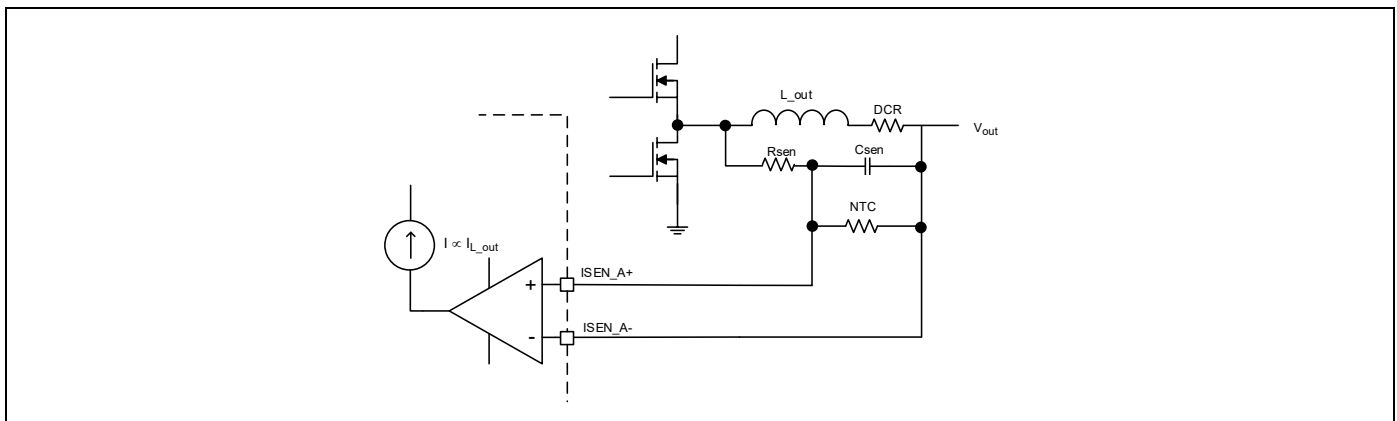 L_out
DCR
Vout
Rsen
Csen
NTC
I ∝ IL_out
+
ISEN_A+
-
ISEN_A-